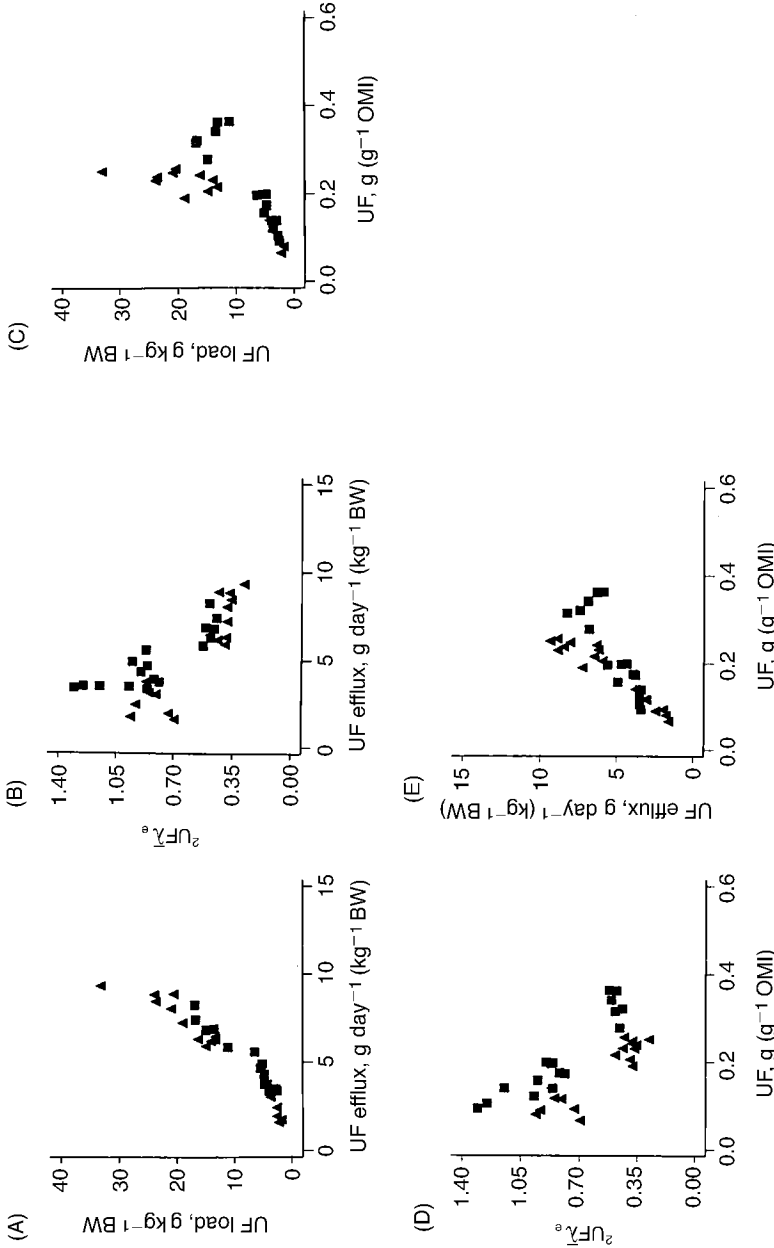 (A)
UF load, g kg⁻¹ BW
40
30
20
10
0
0
5
10
15
UF efflux, g day⁻¹ (kg⁻¹ BW)
(B)
²UFλ̄ₑ
1.40
1.05
0.70
0.35
0.00
0
5
10
15
UF efflux, g day⁻¹ (kg⁻¹ BW)
(C)
UF load, g kg⁻¹ BW
40
30
20
10
0
0.0
0.2
0.4
0.6
UF, g (g⁻¹ OMI)
(D)
²UFλ̄ₑ
1.40
1.05
0.70
0.35
0.00
0.0
0.2
0.4
0.6
UF, g (g⁻¹ OMI)
(E)
UF efflux, g day⁻¹ (kg⁻¹ BW)
15
10
5
0
0.0
0.2
0.4
0.6
UF, g (g⁻¹ OMI)